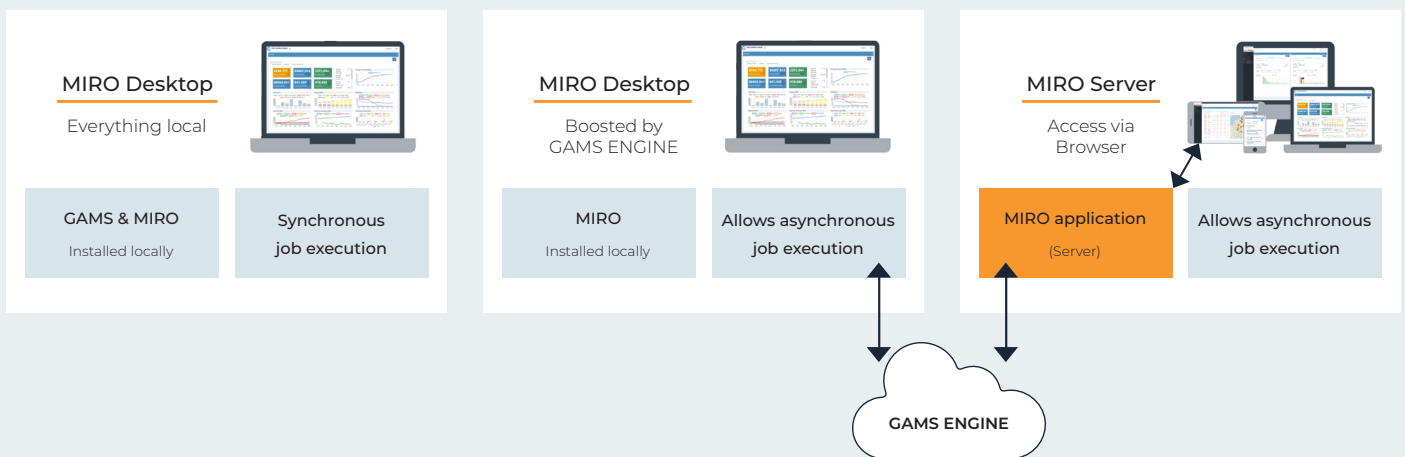 MIRO Desktop
Everything local
GAMS & MIRO
Installed locally
Synchronous
job execution
MIRO Desktop
Boosted by
GAMS ENGINE
MIRO
Installed locally
Allows asynchronous
job execution
MIRO Server
Access via
Browser
MIRO application
(Server)
Allows asynchronous
job execution
GAMS ENGINE